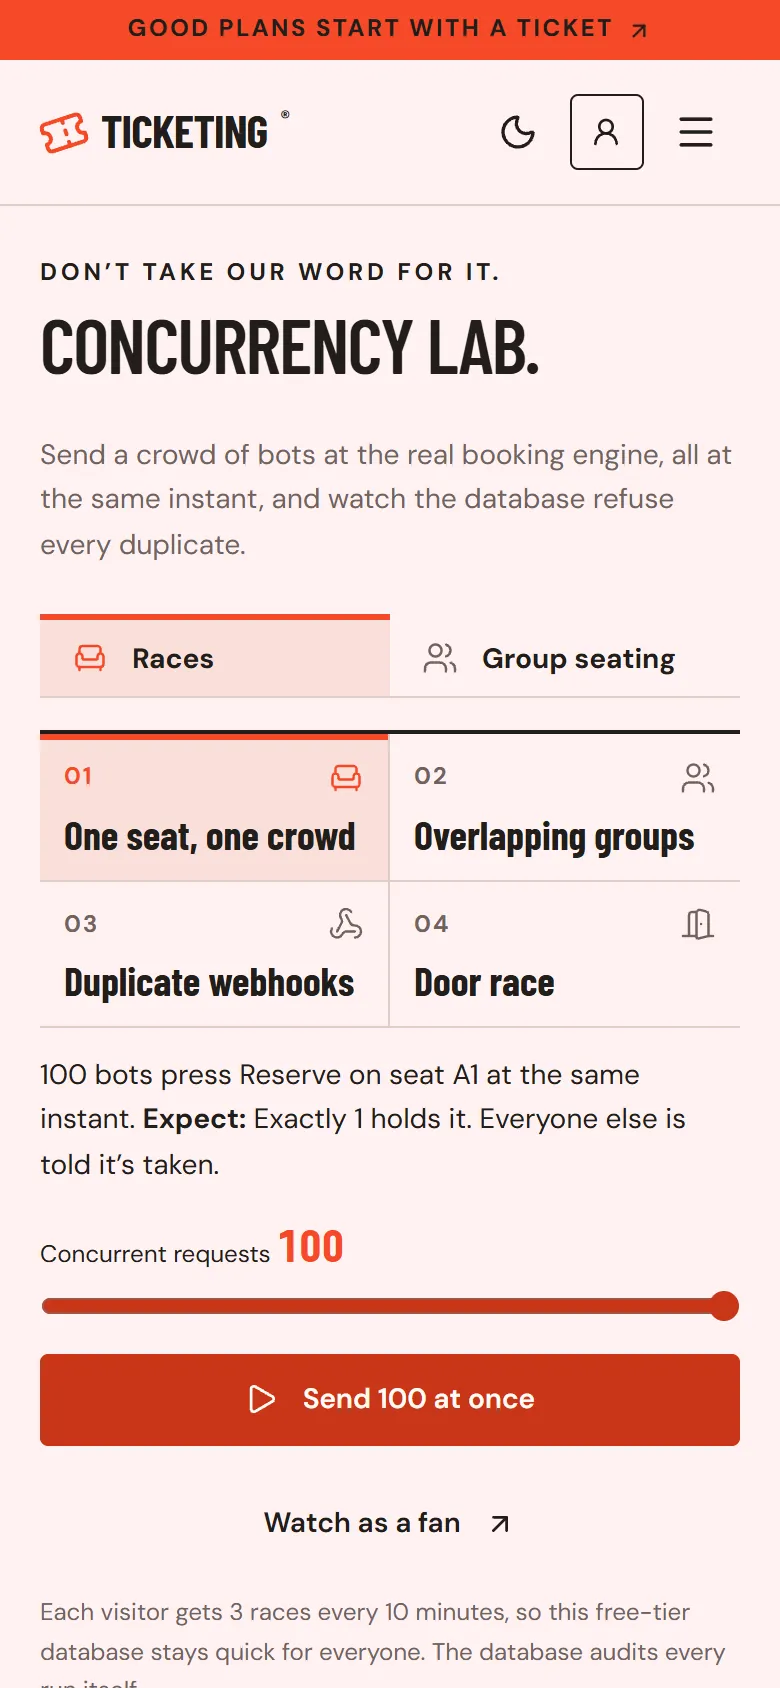 GOOD PLANS START WITH A TICKET
TICKETING ®
DON’T TAKE OUR WORD FOR IT.
CONCURRENCY LAB.
Send a crowd of bots at the real booking engine, all at
the same instant, and watch the database refuse
every duplicate.
Races
Group seating
01
One seat, one crowd
02
Overlapping groups
03
Duplicate webhooks
04
Door race
100 bots press Reserve on seat A1 at the same
instant. Expect: Exactly 1 holds it. Everyone else is
told it’s taken.
Concurrent requests 100
Send 100 at once
Watch as a fan
Each visitor gets 3 races every 10 minutes, so this free-tier
database stays quick for everyone. The database audits every
run itself.